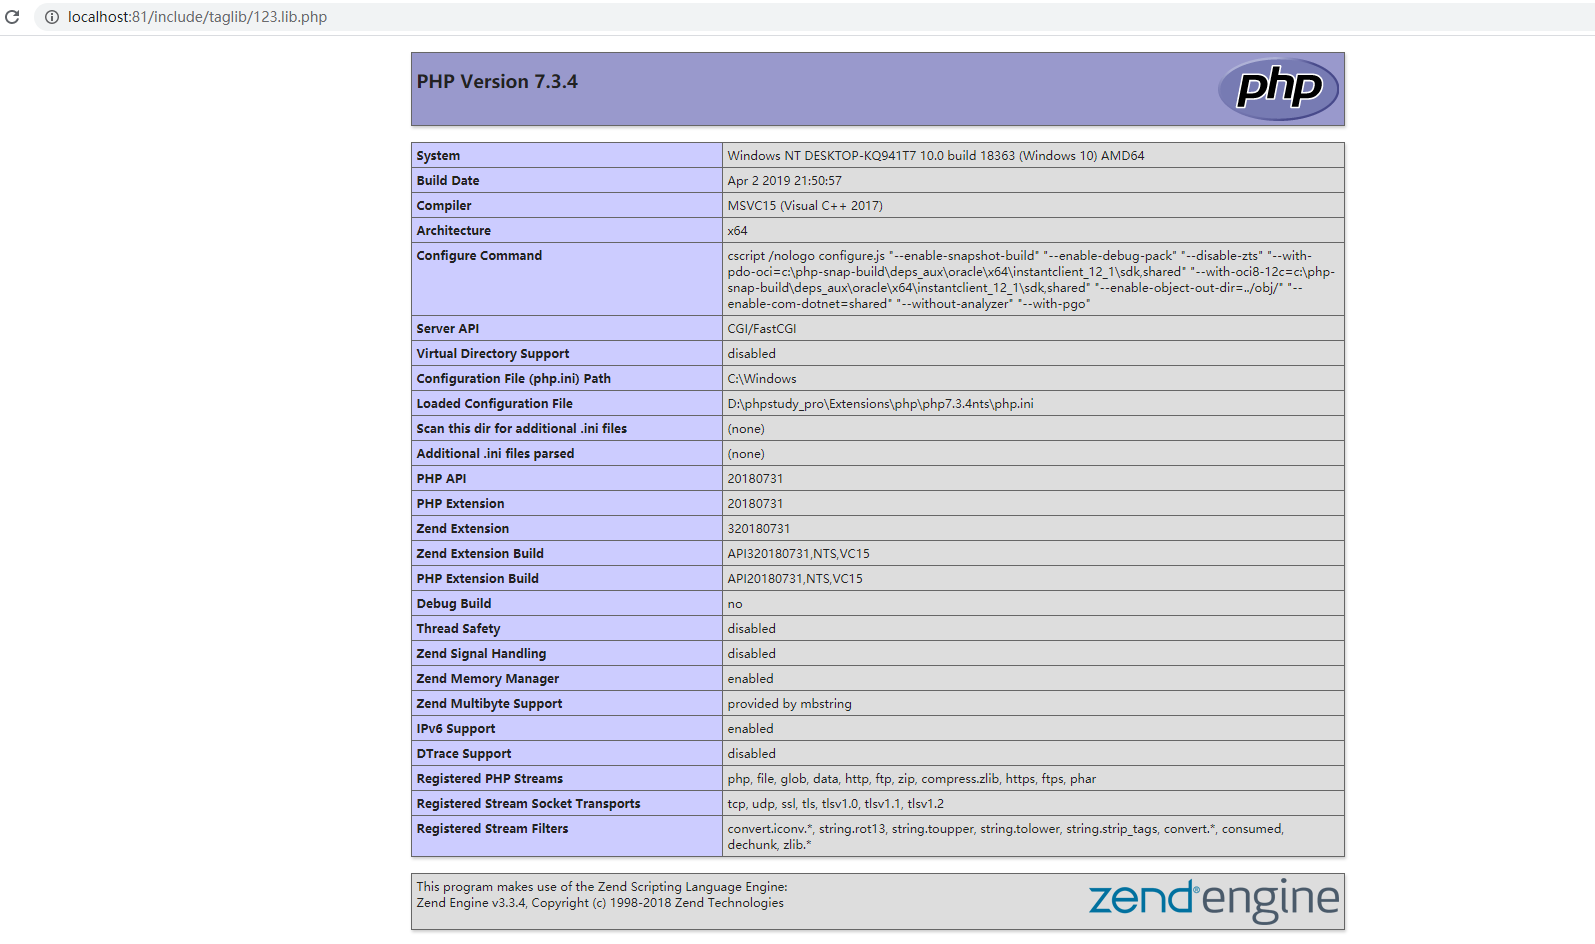 localhost:81/include/taglib/123.lib.php
PHP Version 7.3.4
php
System Windows NT DESKTOP-KQ941T7 10.0 build 18363 (Windows 10) AMD64
Build Date Apr 2 2019 21:50:57
Compiler MSVC15 (Visual C++ 2017)
Architecture x64
Configure Command cscript /nologo configure.js "--enable-snapshot-build" "--enable-debug-pack" "--disable-zts" "--with-
pdo-oci=c:\php-snap-build\deps_aux\oracle\x64\instantclient_12_1\sdk,shared" "--with-oci8-12c=c:\php-
snap-build\deps_aux\oracle\x64\instantclient_12_1\sdk,shared" "--enable-object-out-dir=../obj/" "--
enable-com-dotnet=shared" "--without-analyzer" "--with-pgo"
Server API CGI/FastCGI
Virtual Directory Support disabled
Configuration File (php.ini) Path C:\Windows
Loaded Configuration File D:\phpstudy_pro\Extensions\php\php7.3.4nts\php.ini
Scan this dir for additional .ini files (none)
Additional .ini files parsed (none)
PHP API 20180731
PHP Extension 20180731
Zend Extension 320180731
Zend Extension Build API320180731,NTS,VC15
PHP Extension Build API20180731,NTS,VC15
Debug Build no
Thread Safety disabled
Zend Signal Handling disabled
Zend Memory Manager enabled
Zend Multibyte Support provided by mbstring
IPv6 Support enabled
DTrace Support disabled
Registered PHP Streams php, file, glob, data, http, ftp, zip, compress.zlib, https, ftps, phar
Registered Stream Socket Transports tcp, udp, ssl, tls, tlsv1.0, tlsv1.1, tlsv1.2
Registered Stream Filters convert.iconv.*, string.rot13, string.toupper, string.tolower, string.strip_tags, convert.*, consumed,
dechunk, zlib.*
This program makes use of the Zend Scripting Language Engine:
Zend Engine v3.3.4, Copyright (c) 1998-2018 Zend Technologies
zend® engine